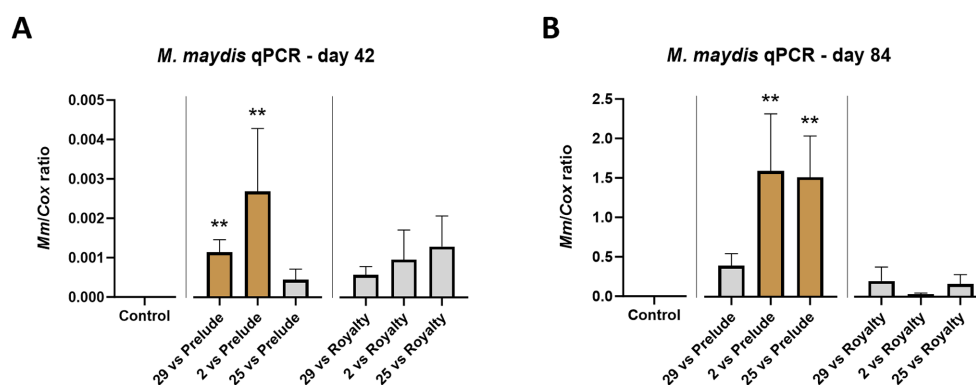 A
M. maydis qPCR - day 42
Mm/Cox ratio
0.005
0.004
0.003
0.002
0.001
0.000
**
**
Control
29 vs Prelude
2 vs Prelude
25 vs Prelude
29 vs Royalty
2 vs Royalty
25 vs Royalty
B
M. maydis qPCR - day 84
Mm/Cox ratio
2.5
2.0
1.5
1.0
0.5
0.0
**
**
Control
29 vs Prelude
2 vs Prelude
25 vs Prelude
29 vs Royalty
2 vs Royalty
25 vs Royalty